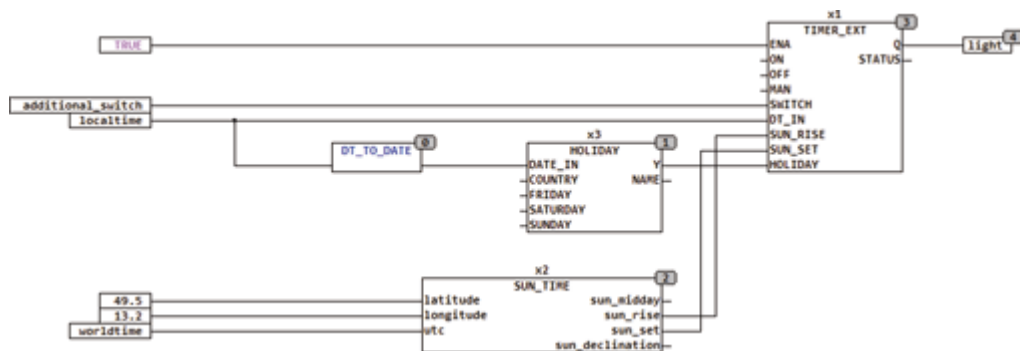 x1 3
TIMER_EXT
TRUE ENA Q light 4
ON STATUS
OFF
MAN
additional_switch SWITCH
localtime DT_IN
x3 SUN_RISE
DT_TO_DATE 0 HOLIDAY 1 SUN_SET
DATE_IN Y HOLIDAY
COUNTRY NAME
FRIDAY
SATURDAY
SUNDAY
x2 2
SUN_TIME
49.5 latitude sun_midday
13.2 longitude sun_rise
worldtime utc sun_set
sun_declination